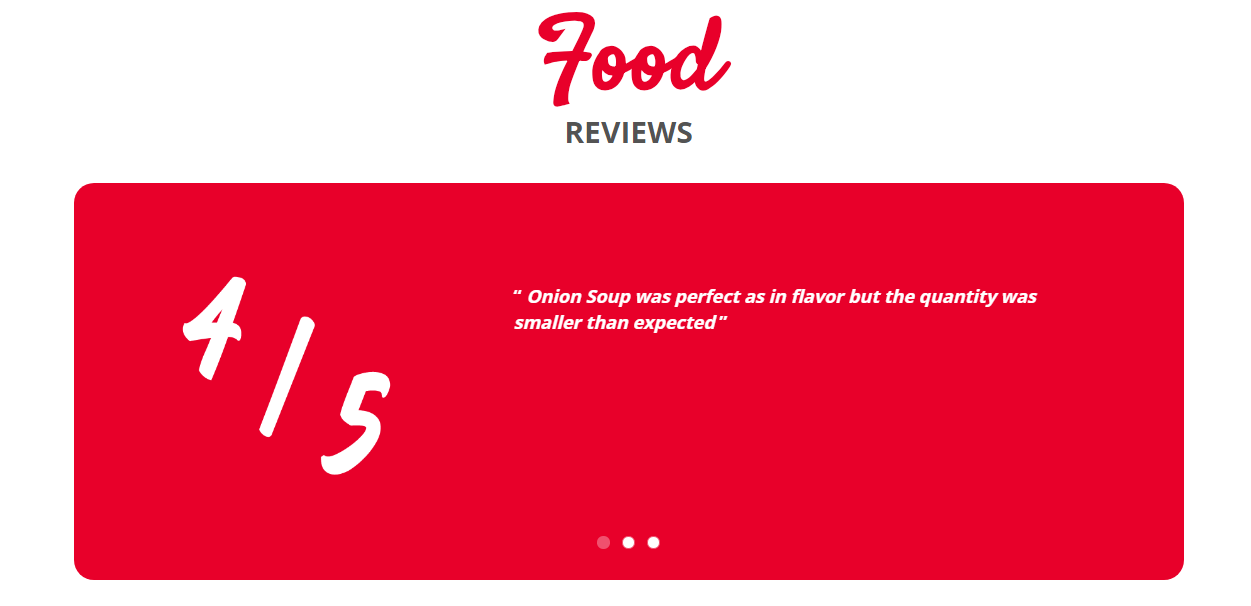 Food
REVIEWS
4/5
“ Onion Soup was perfect as in flavor but the quantity was
smaller than expected”